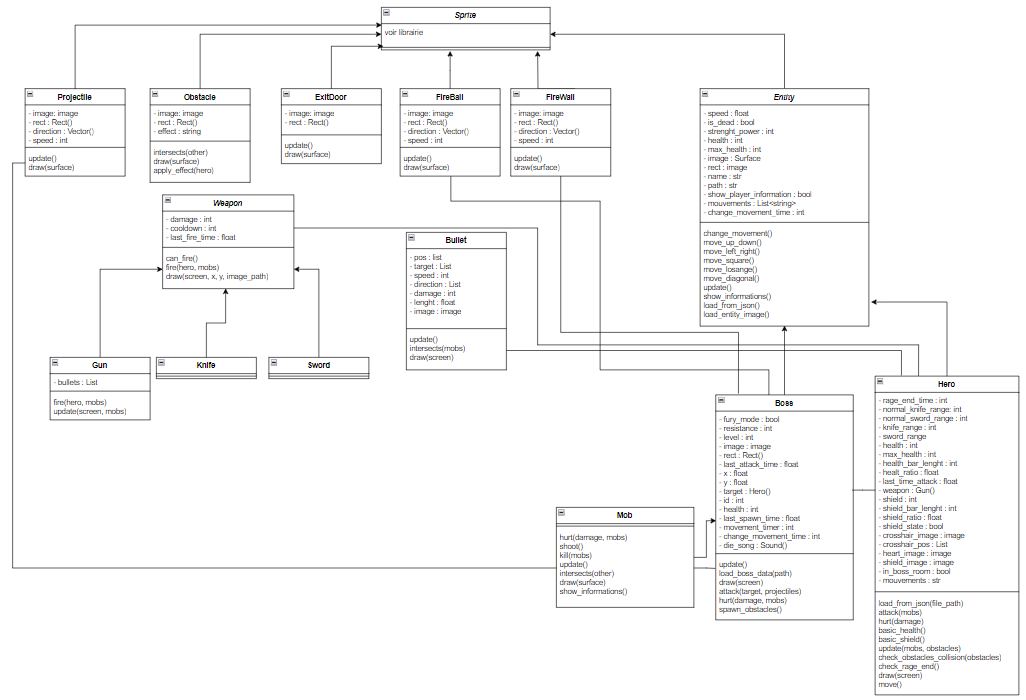 Sprite
voir librairie
Projectile
- image: image
- rect : Rect()
- direction : Vector()
- speed : int
update()
draw(surface)
Obstacle
- image: image
- rect : Rect()
- effect : string
intersects(other)
draw(surface)
apply_effect(hero)
ExitDoor
- image: image
- rect : Rect()
update()
draw(surface)
FireBall
- image: image
- rect : Rect()
- direction : Vector()
- speed : int
update()
draw(surface)
FireWall
- image: image
- rect : Rect()
- direction : Vector()
- speed : int
update()
draw(surface)
Entity
- speed : float
- is_dead : bool
- strenght_power : int
- health : int
- max_health : int
- image : Surface
- rect : image
- name : str
- path : str
- show_player_information : bool
- mouvements : List<string>
- change_movement_time : int
change_movement()
move_up_down()
move_left_right()
move_square()
move_losange()
move_diagonal()
update()
show_informations()
load_from_json()
load_entity_image()
Weapon
- damage : int
- cooldown : int
- last_fire_time : float
can_fire()
fire(hero, mobs)
draw(screen, x, y, image_path)
Bullet
- pos : list
- target : List
- speed : int
- direction : List
- damage : int
- lenght : float
- image : image
update()
intersects(mobs)
draw(screen)
Gun
- bullets : List
fire(hero, mobs)
update(screen, mobs)
Knife
Sword
Boss
- fury_mode : bool
- resistance : int
- level : int
- image : image
- rect : Rect()
- last_attack_time : float
- x : float
- y : float
- target : Hero()
- id : int
- health : int
- last_spawn_time : float
- movement_timer : int
- change_movement_time : int
- die_song : Sound()
update()
load_boss_data(path)
draw(screen)
attack(target, projectiles)
hurt(damage, mobs)
spawn_obstacles()
Hero
- rage_end_time : int
- normal_knife_range: int
- normal_sword_range : int
- knife_range : int
- sword_range
- health : int
- max_health : int
- health_bar_lenght : int
- healt_ratio : float
- last_time_attack : float
- weapon : Gun()
- shield : int
- shield_bar_lenght : int
- shield_ratio : float
- shield_state : bool
- crosshair_image : image
- crosshair_pos : List
- heart_image : image
- shield_image : image
- in_boss_room : bool
- mouvements : str
load_from_json(file_path)
attack(mobs)
hurt(damage)
basic_health()
basic_shield()
update(mobs, obstacles)
check_obstacles_collision(obstacles)
check_rage_end()
draw(screen)
move()
Mob
hurt(damage, mobs)
shoot()
kill(mobs)
update()
intersects(other)
draw(surface)
show_informations()